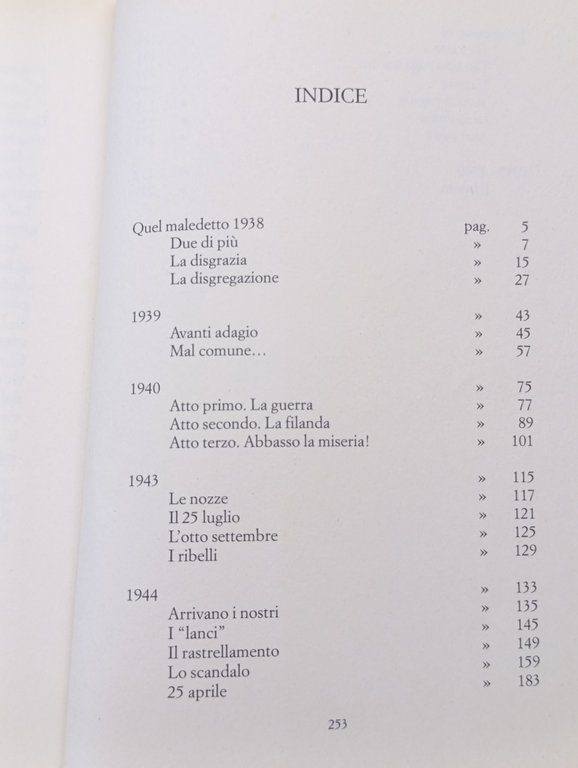 INDICE
Quel maledetto 1938 pag. 5
Due di più » 7
La disgrazia » 15
La disgregazione » 27
1939 » 43
Avanti adagio » 45
Mal comune… » 57
1940 » 75
Atto primo. La guerra » 77
Atto secondo. La filanda » 89
Atto terzo. Abbasso la miseria! » 101
1943 » 115
Le nozze » 117
Il 25 luglio » 121
L'otto settembre » 125
I ribelli » 129
1944 » 133
Arrivano i nostri » 135
I “lanci” » 145
Il rastrellamento » 149
Lo scandalo » 159
25 aprile » 183
253